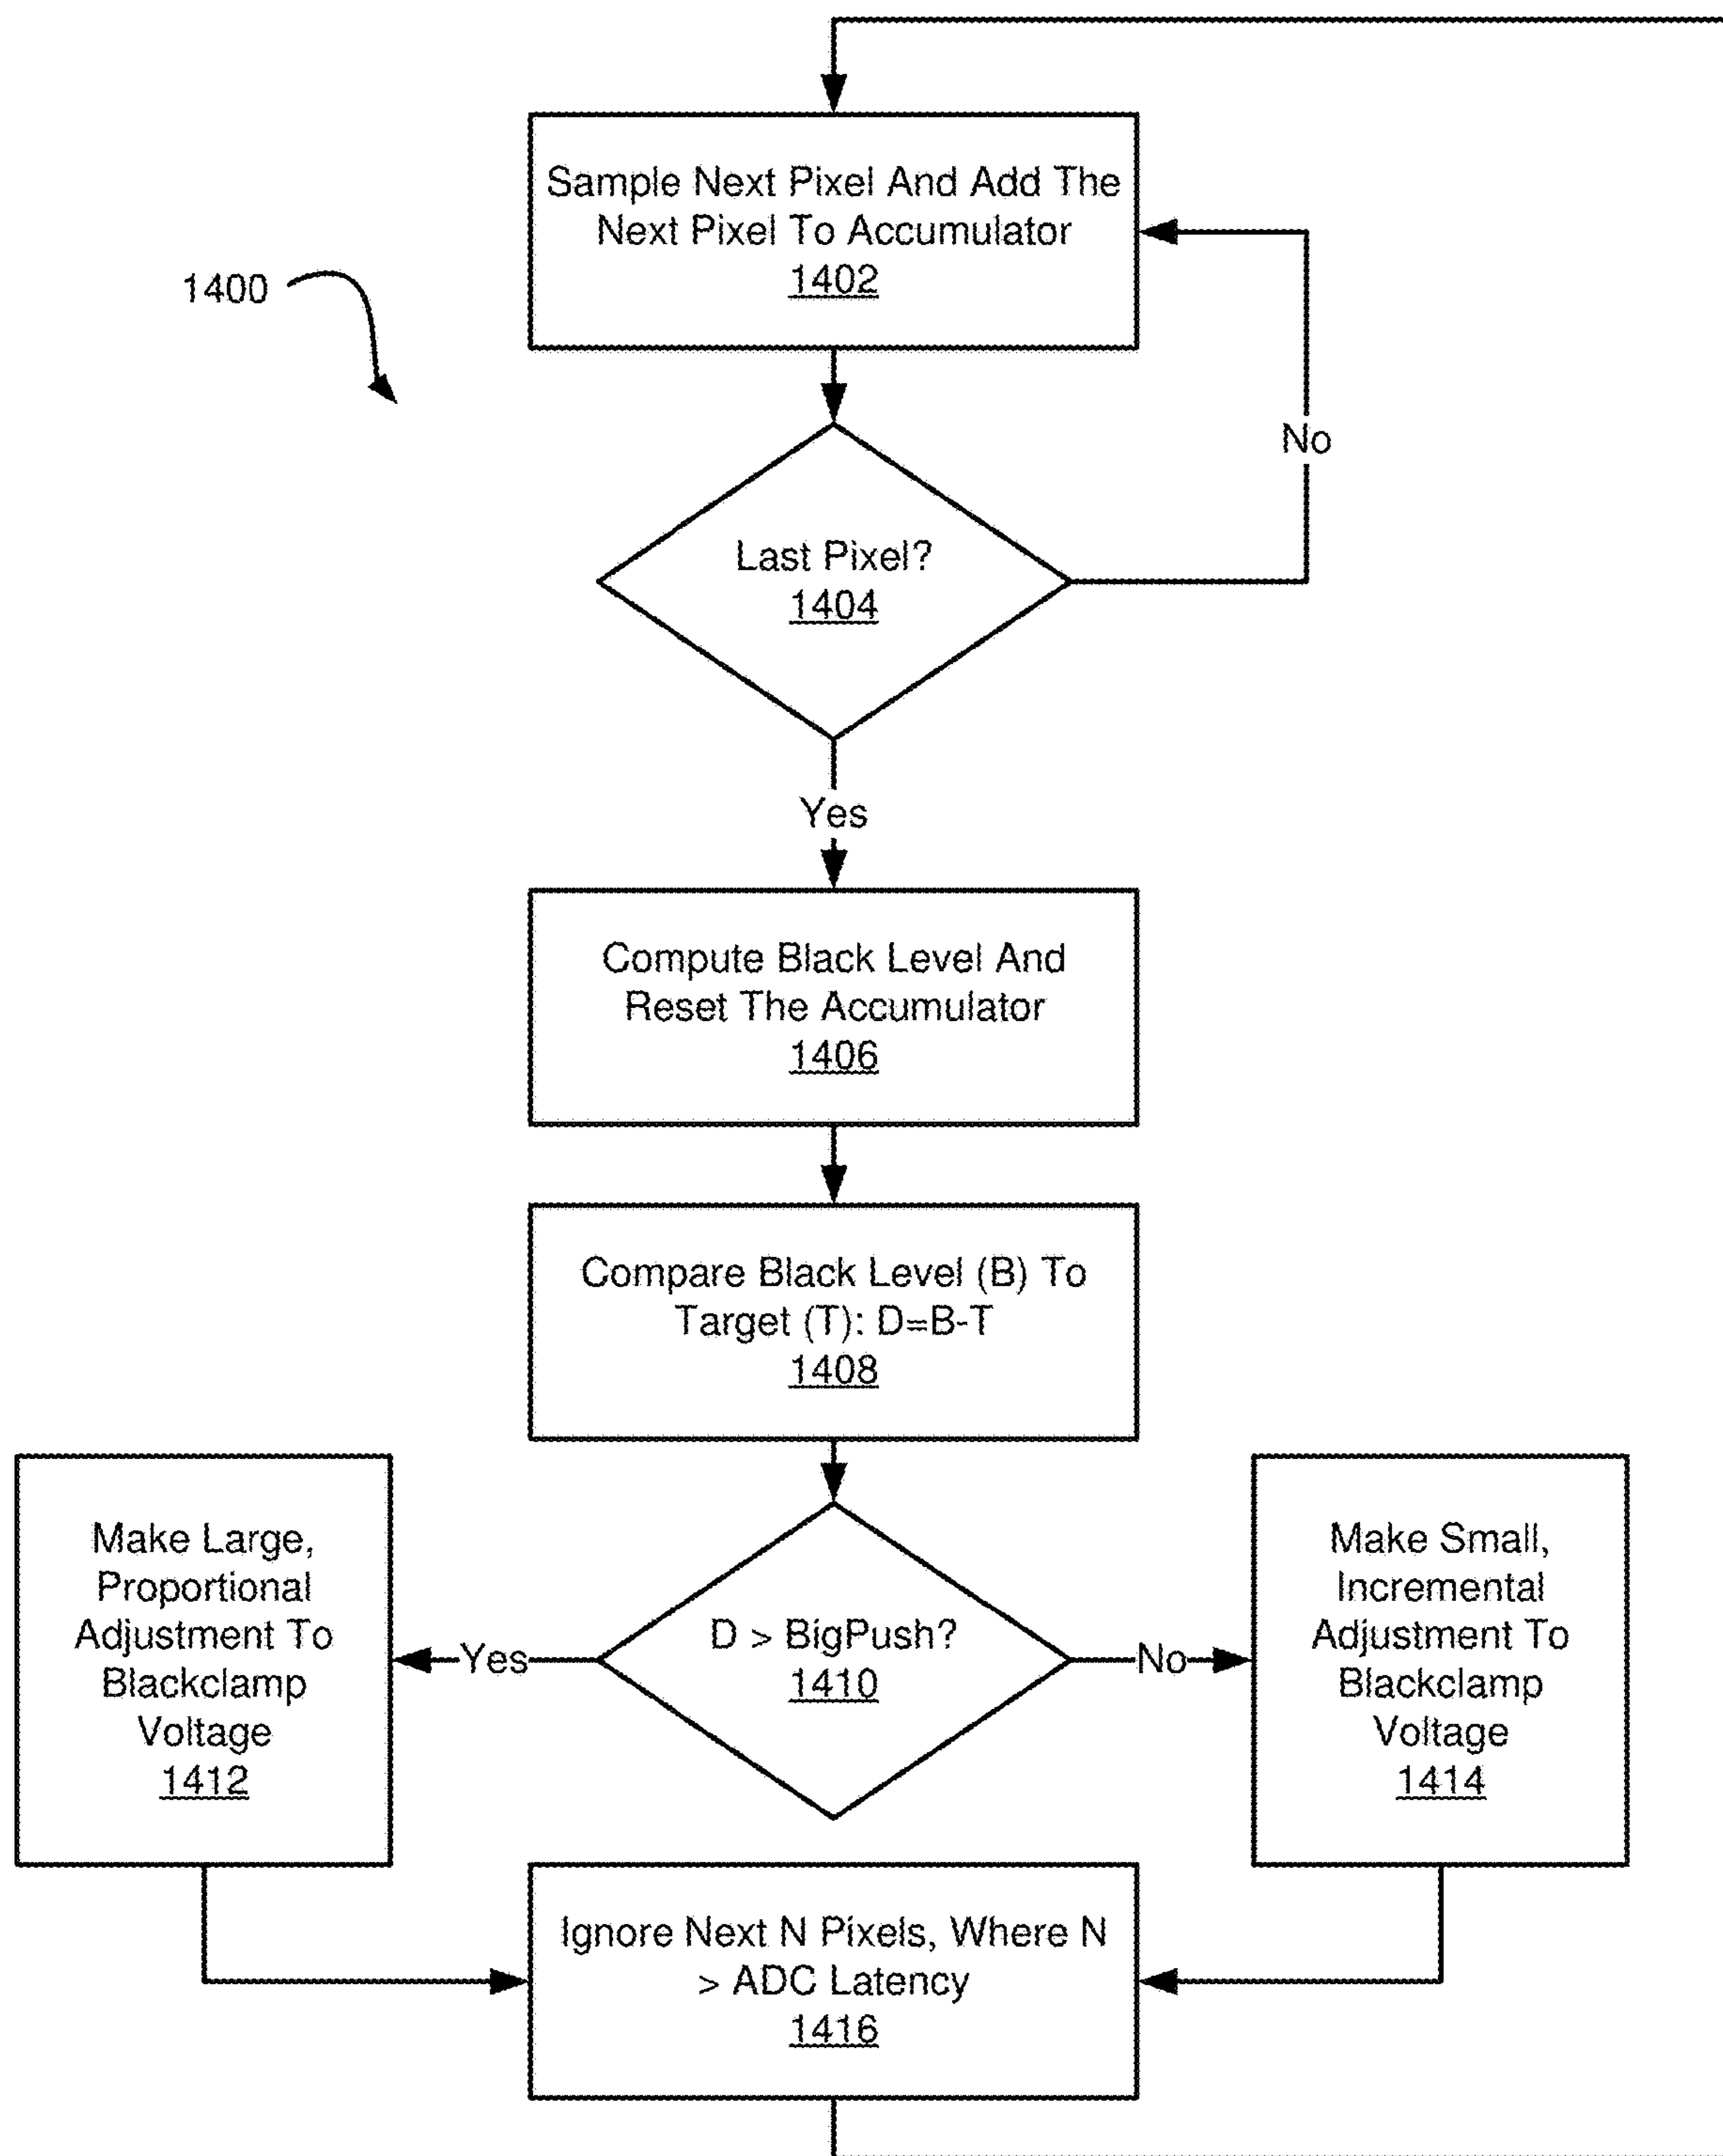 Sample Next Pixel And Add The
Next Pixel To Accumulator
1402
1400
No
Last Pixel?
1404
Yes
Compute Black Level And
Reset The Accumulator
1406
Compare Black Level (B) To
Target (T): D=B-T
1408
Make Large,
Proportional
Adjustment To
Blackclamp
Voltage
1412
Yes
D > BigPush?
1410
No
Make Small,
Incremental
Adjustment To
Blackclamp
Voltage
1414
Ignore Next N Pixels, Where N
> ADC Latency
1416